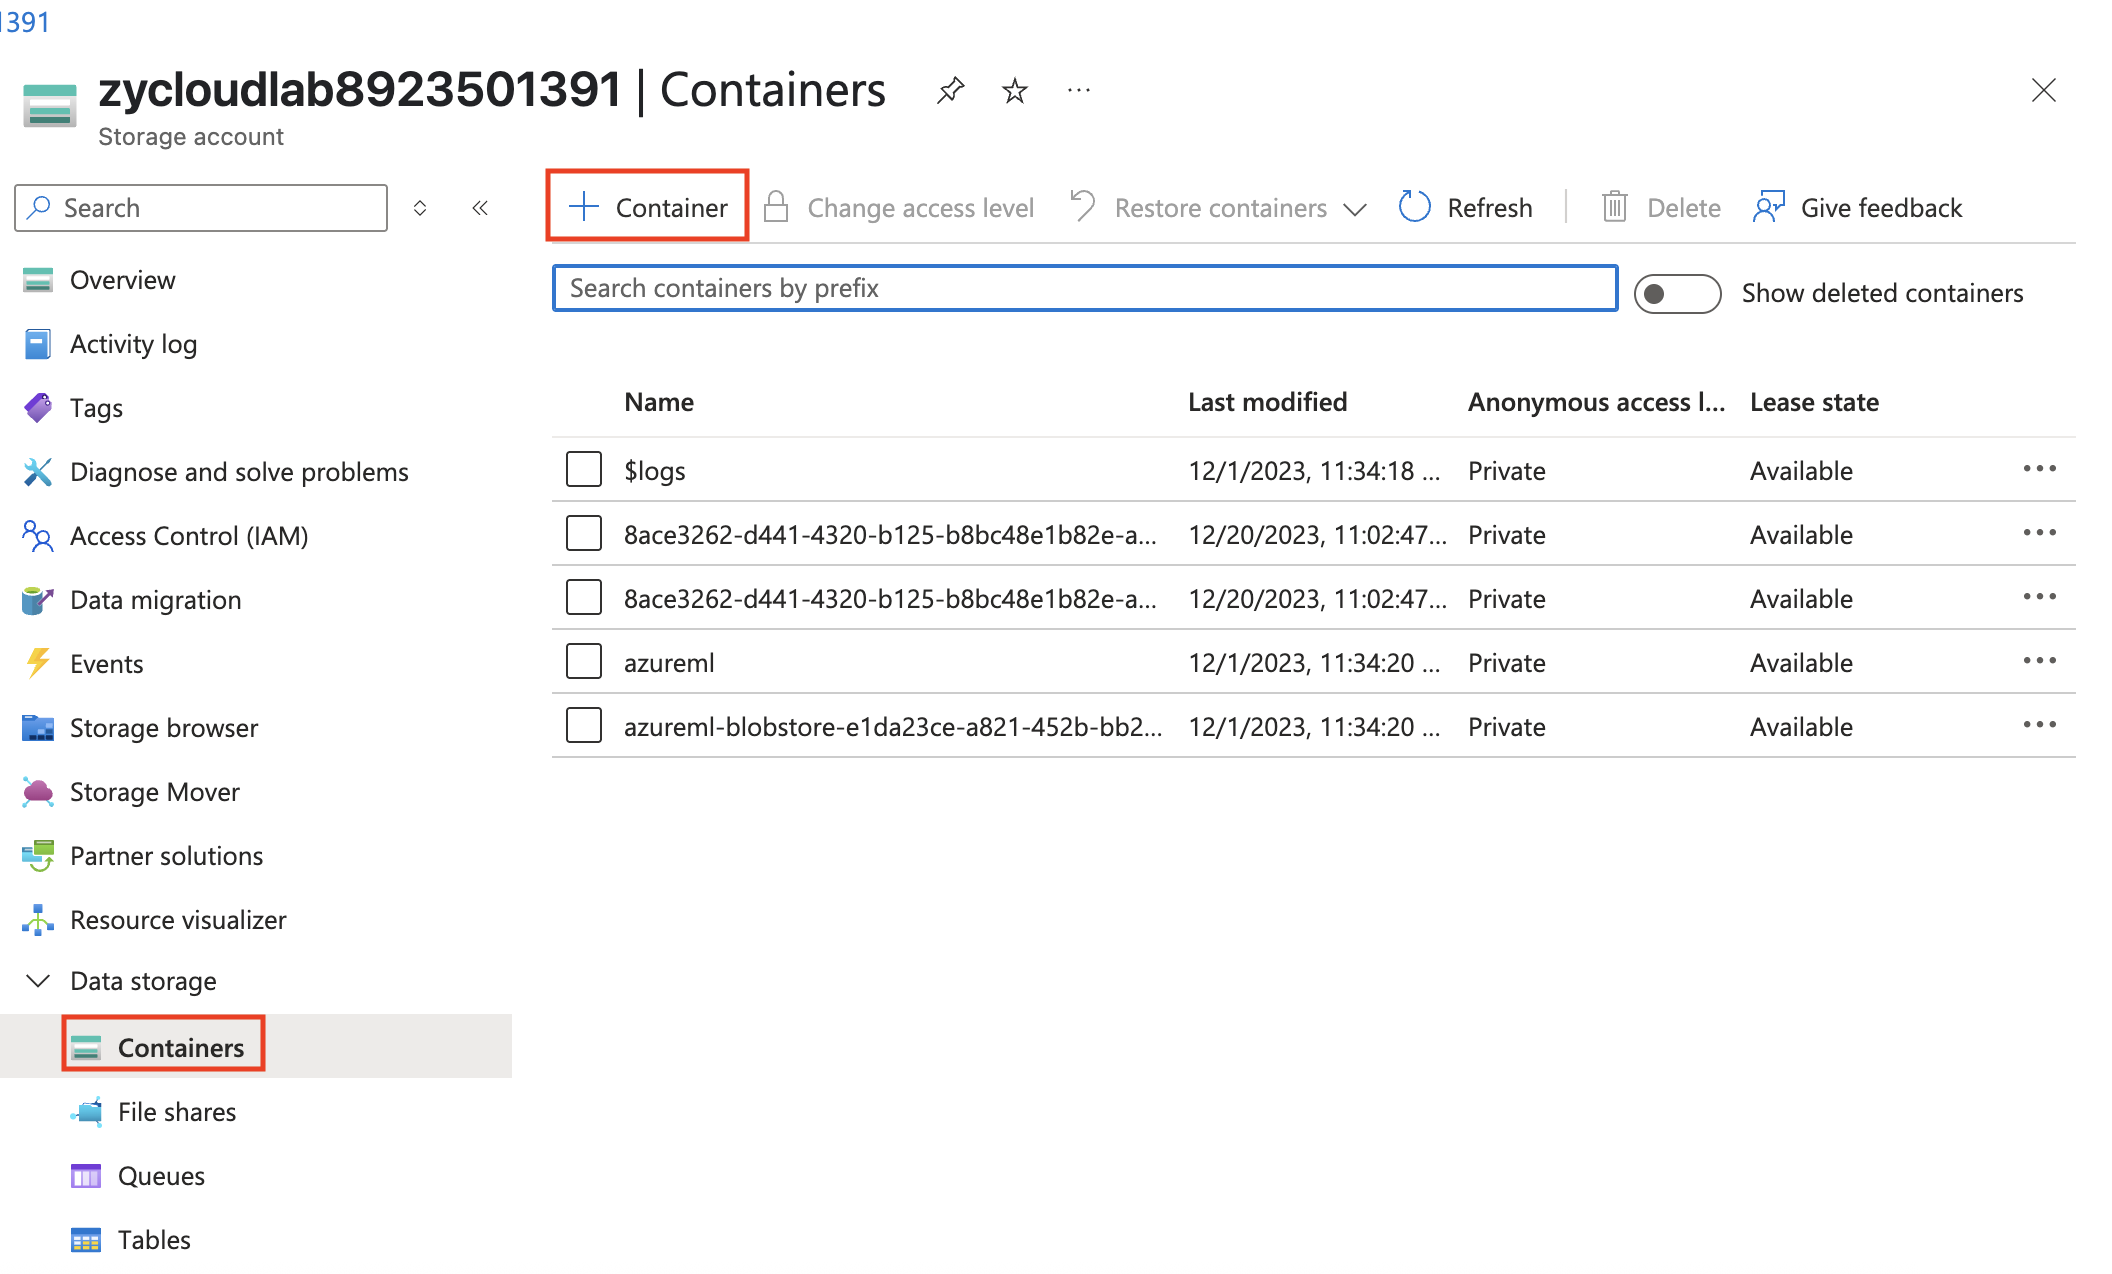 1391
zycloudlab8923501391 | Containers
Storage account
Search
Overview
Activity log
Tags
Diagnose and solve problems
Access Control (IAM)
Data migration
Events
Storage browser
Storage Mover
Partner solutions
Resource visualizer
Data storage
Containers
File shares
Queues
Tables
Container Change access level Restore containers Refresh Delete Give feedback
Search containers by prefix Show deleted containers
Name Last modified Anonymous access l... Lease state
$logs 12/1/2023, 11:34:18 ... Private Available
8ace3262-d441-4320-b125-b8bc48e1b82e-a... 12/20/2023, 11:02:47... Private Available
8ace3262-d441-4320-b125-b8bc48e1b82e-a... 12/20/2023, 11:02:47... Private Available
azureml 12/1/2023, 11:34:20 ... Private Available
azureml-blobstore-e1da23ce-a821-452b-bb2... 12/1/2023, 11:34:20 ... Private Available